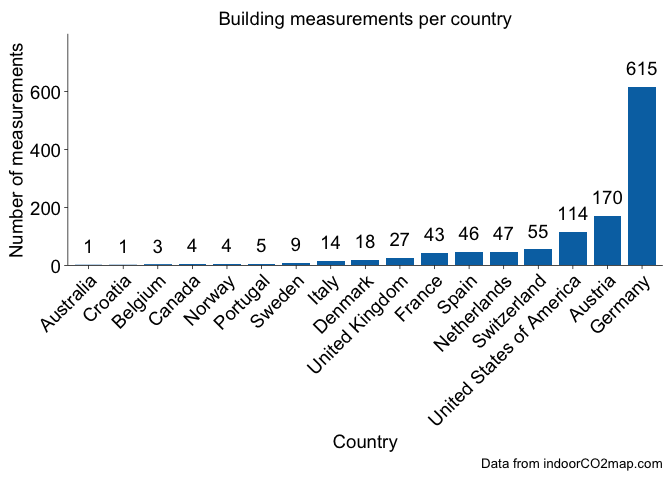 Building measurements per country
Number of measurements
600
400
200
0
1
1
3
4
4
5
9
14
18
27
43
46
47
55
114
170
615
Australia
Croatia
Belgium
Canada
Norway
Portugal
Sweden
Italy
Denmark
United Kingdom
France
Spain
Netherlands
Switzerland
United States of America
Austria
Germany
Country
Data from indoorCO2map.com